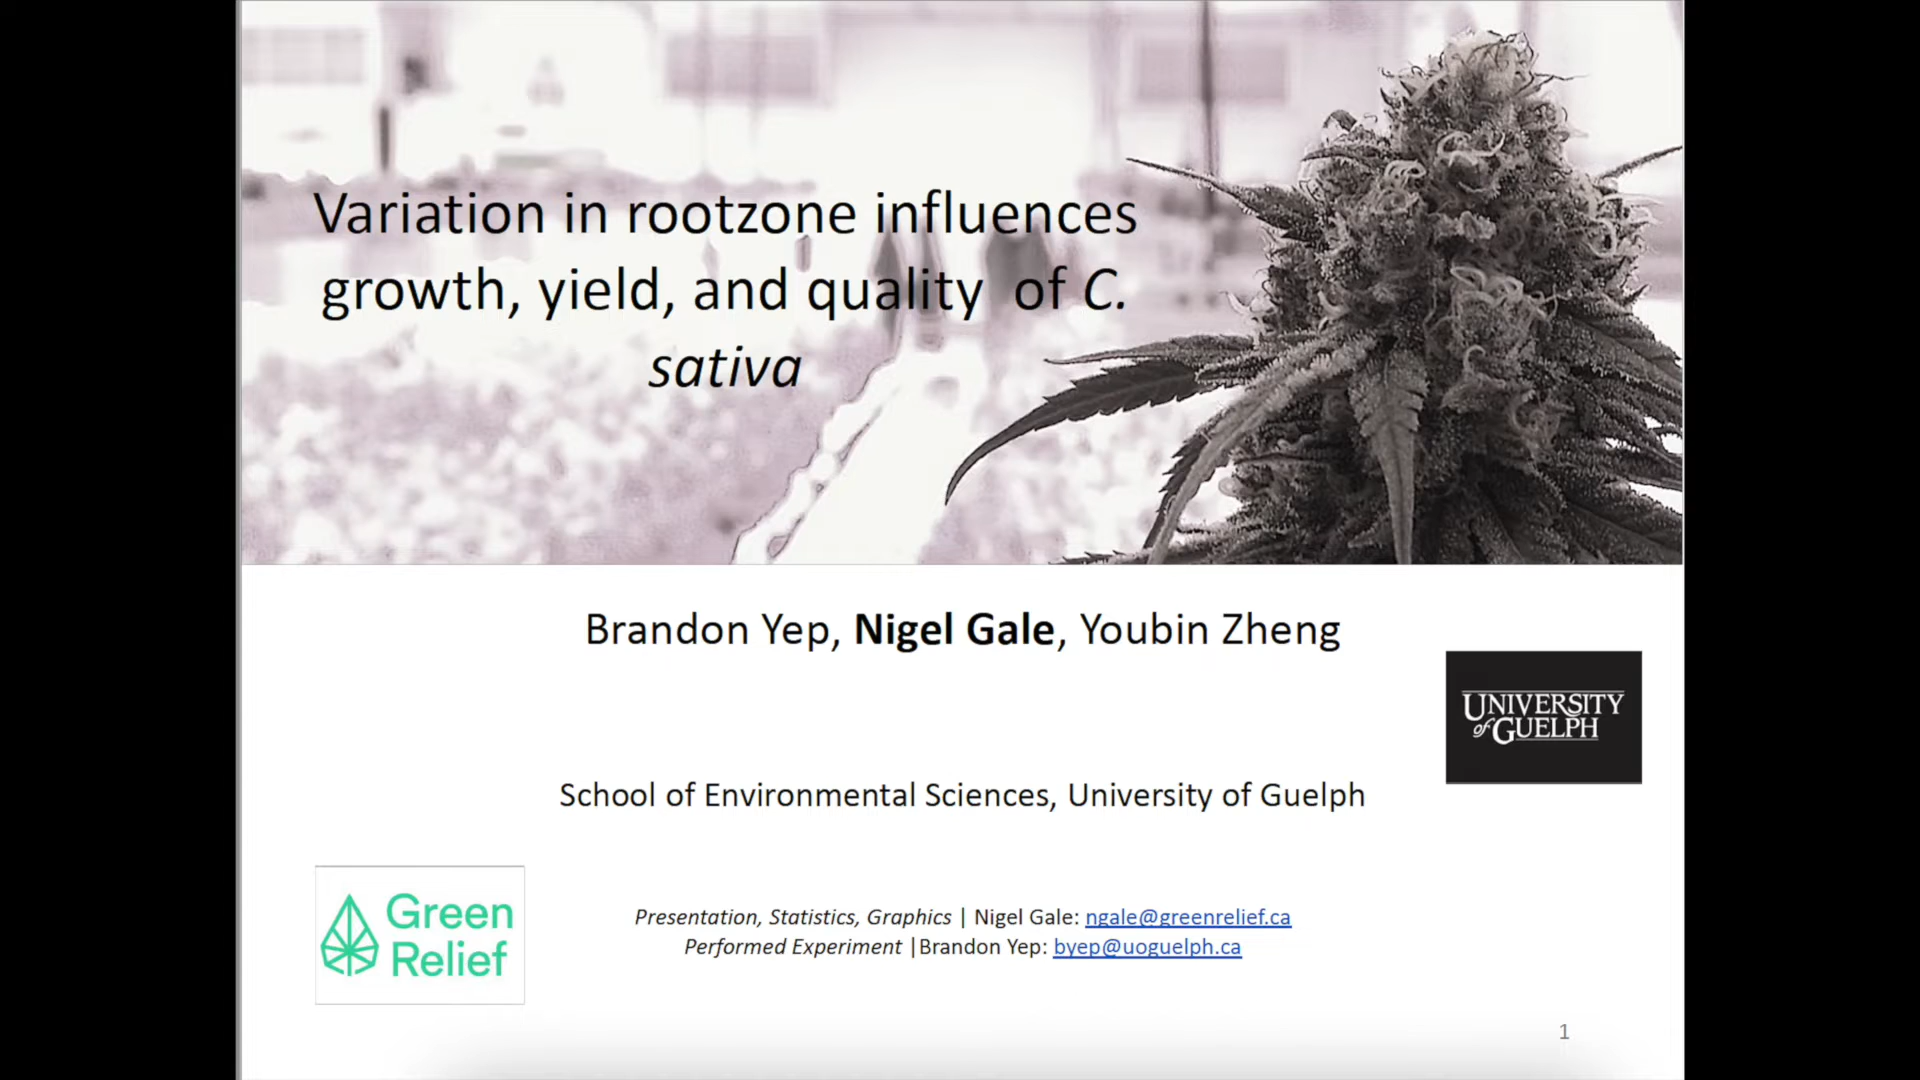 Variation in rootzone influences
growth, yield, and quality of C.
sativa
Brandon Yep, Nigel Gale, Youbin Zheng
UNIVERSITY
of GUELPH
School of Environmental Sciences, University of Guelph
Green
Relief
Presentation, Statistics, Graphics | Nigel Gale: ngale@greenrelief.ca
Performed Experiment |Brandon Yep: byep@uoguelph.ca
1